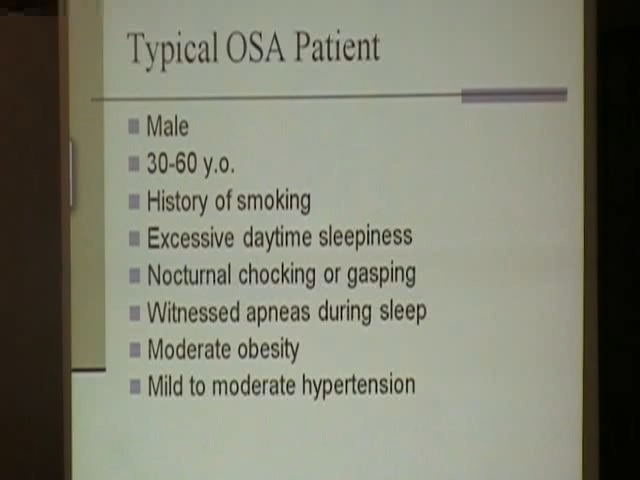 Typical OSA Patient
Male
30-60 y.o.
History of smoking
Excessive daytime sleepiness
Nocturnal chocking or gasping
Witnessed apneas during sleep
Moderate obesity
Mild to moderate hypertension